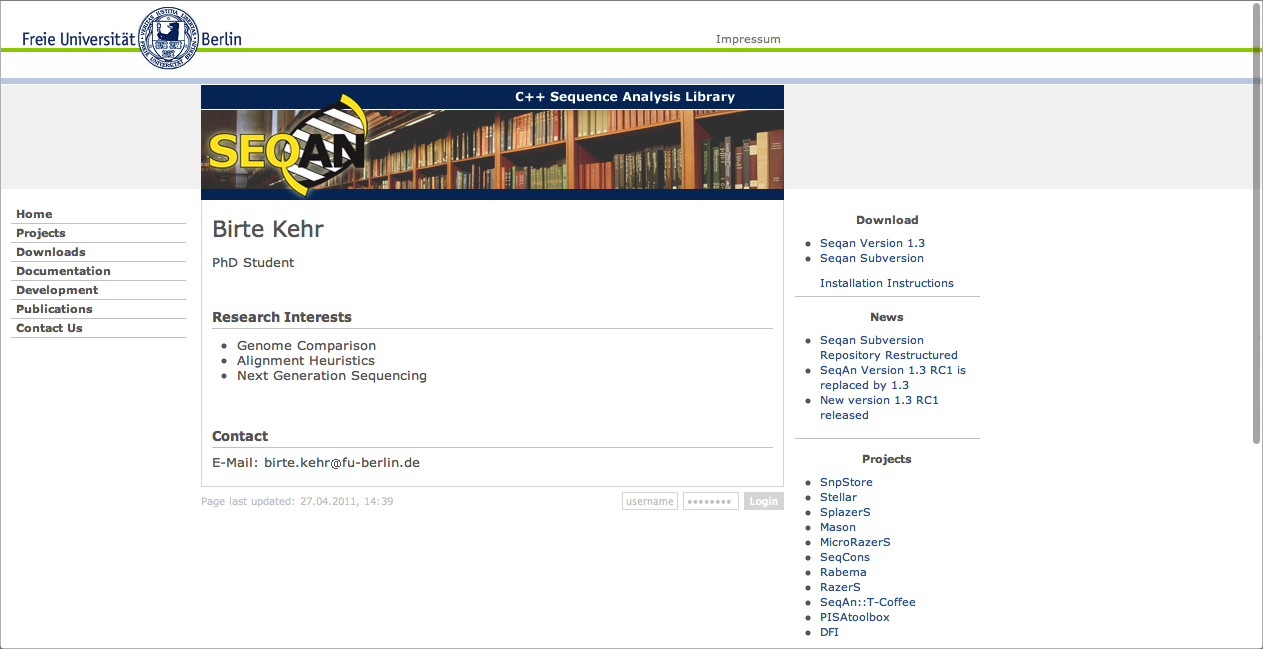 Freie Universität Berlin
Impressum
C++ Sequence Analysis Library
SEQAN
Home
Projects
Downloads
Documentation
Development
Publications
Contact Us
Birte Kehr
PhD Student
Research Interests
Genome Comparison
Alignment Heuristics
Next Generation Sequencing
Contact
E-Mail: birte.kehr@fu-berlin.de
Page last updated: 27.04.2011, 14:39
username
Login
Download
Seqan Version 1.3
Seqan Subversion
Installation Instructions
News
Seqan Subversion
Repository Restructured
SeqAn Version 1.3 RC1 is
replaced by 1.3
New version 1.3 RC1
released
Projects
SnpStore
Stellar
SplazerS
Mason
MicroRazerS
SeqCons
Rabema
RazerS
SeqAn::T-Coffee
PISAtoolbox
DFI